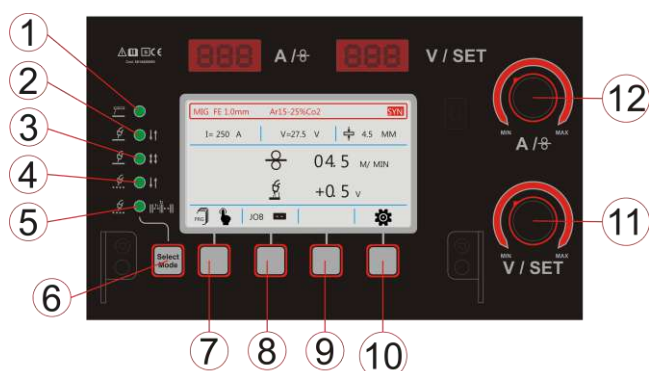 1
2
3
4
5
6
7
8
9
10
11
12
888 A/
888 V / SET
MIG FE 1.0mm Ar15-25%Co2 SYN
I= 250 A V=27.5 V 4.5 MM
04.5 M/ MIN
+0.5 v
PRG JOB
Select
Mode
MIN MAX
A/
MIN MAX
V / SET